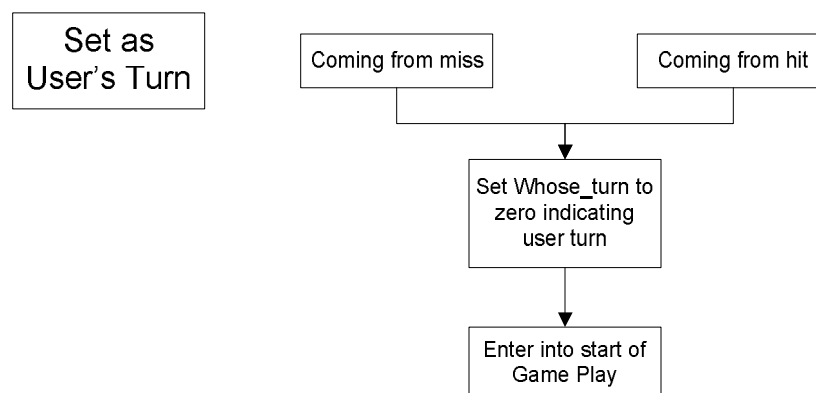 Set as
User's Turn
Coming from miss
Coming from hit
Set Whose_turn to
zero indicating
user turn
Enter into start of
Game Play